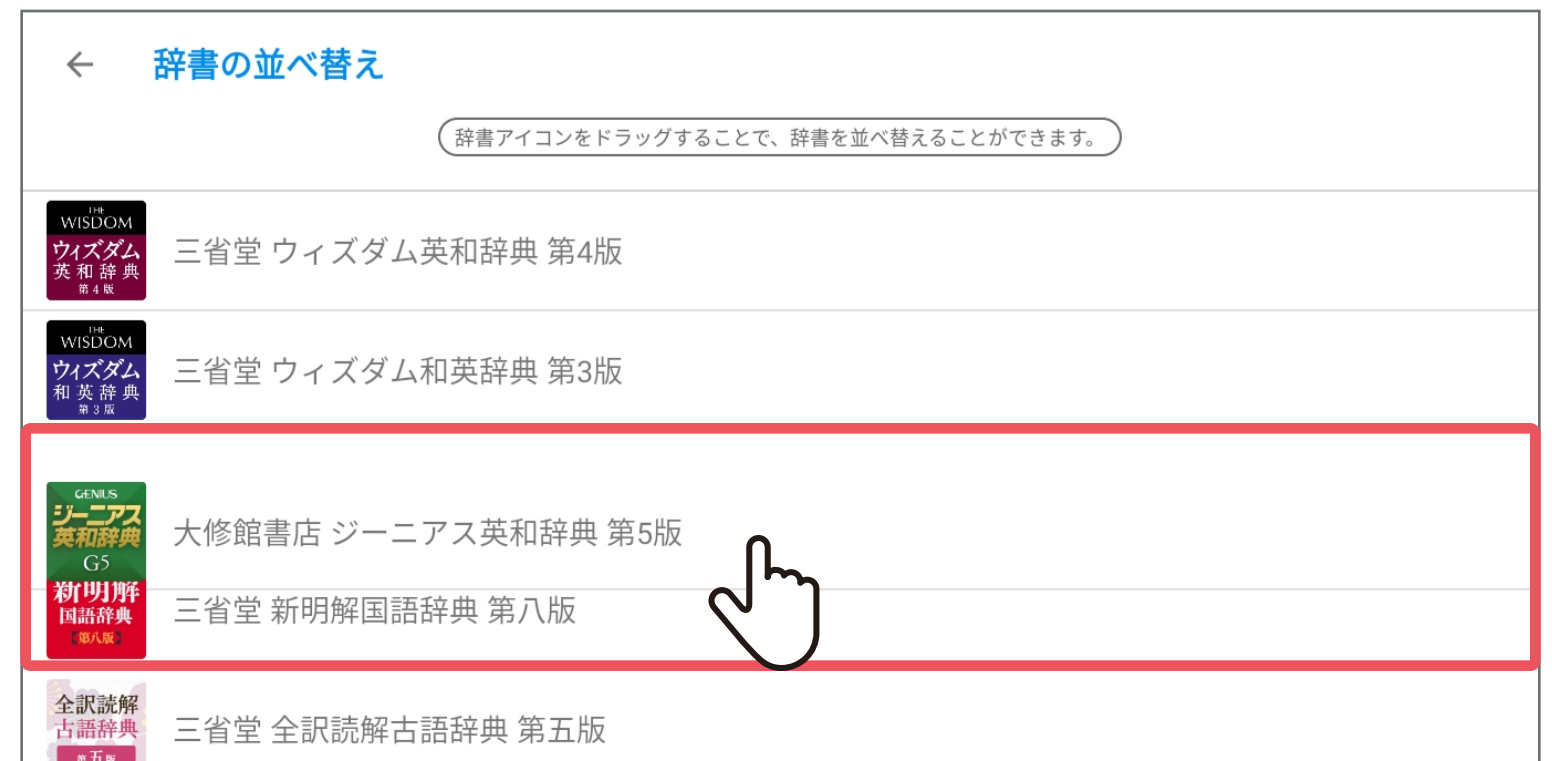 辞書の並べ替え
辞書アイコンをドラッグすることで、辞書を並べ替えることができます。
THE
WISDOM
ウィズダム
英和辞典
第4版
三省堂 ウィズダム英和辞典 第4版
THE
WISDOM
ウィズダム
和英辞典
第3版
三省堂 ウィズダム和英辞典 第3版
GENIUS
ジーニアス
英和辞典
G5
大修館書店 ジーニアス英和辞典 第5版
新明解
国語辞典
【第八版】
三省堂 新明解国語辞典 第八版
全訳読解
古語辞典
第五版
三省堂 全訳読解古語辞典 第五版